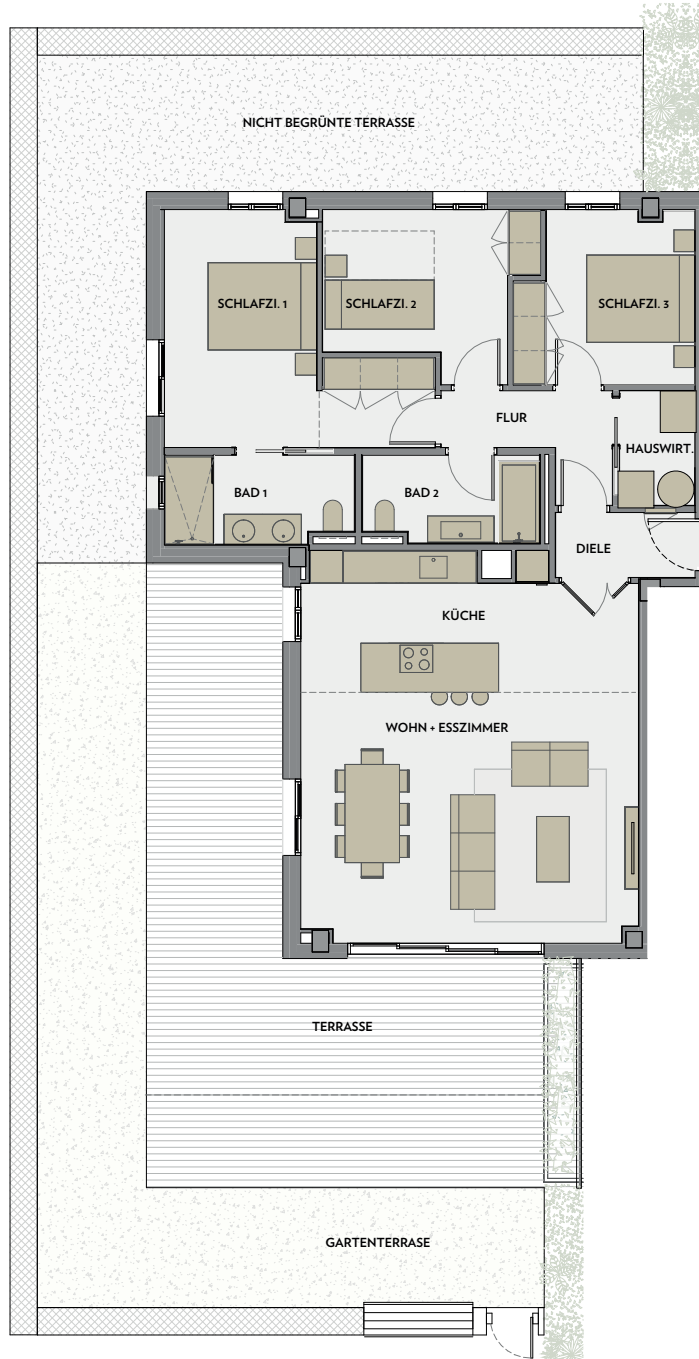 NICHT BEGRÜNTE TERRASSE
SCHLAFZI. 1
SCHLAFZI. 2
SCHLAFZI. 3
FLUR
HAUSWIRT.
BAD 1
BAD 2
DIELE
KÜCHE
WOHN + ESSZIMMER
TERRASSE
GARTENTERRASE